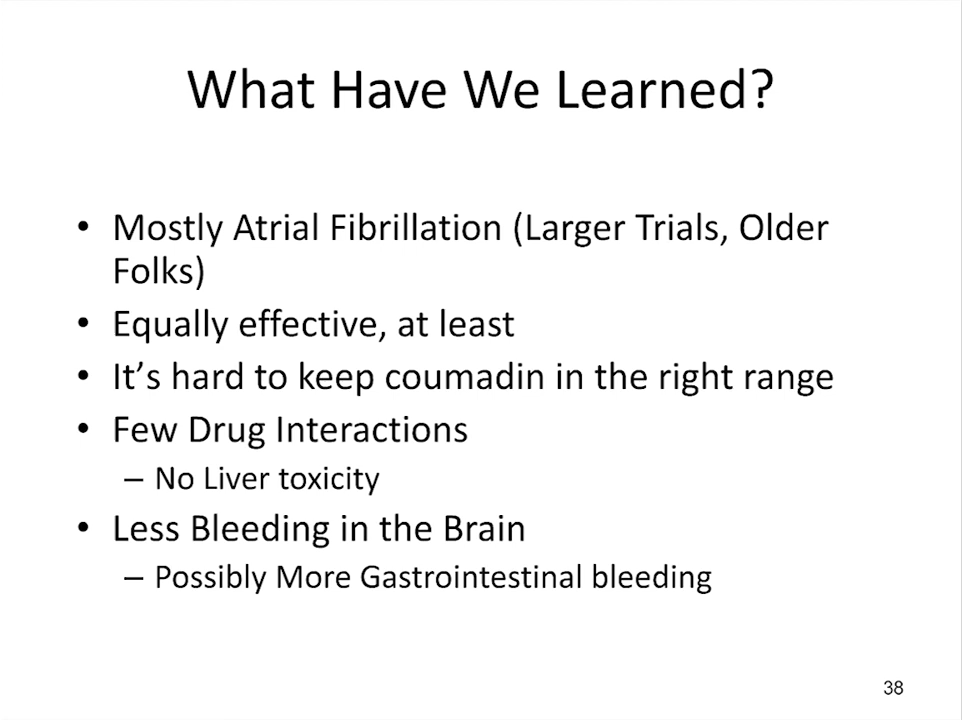 What Have We Learned?
• Mostly Atrial Fibrillation (Larger Trials, Older
Folks)
• Equally effective, at least
• It’s hard to keep coumadin in the right range
• Few Drug Interactions
– No Liver toxicity
• Less Bleeding in the Brain
– Possibly More Gastrointestinal bleeding
38